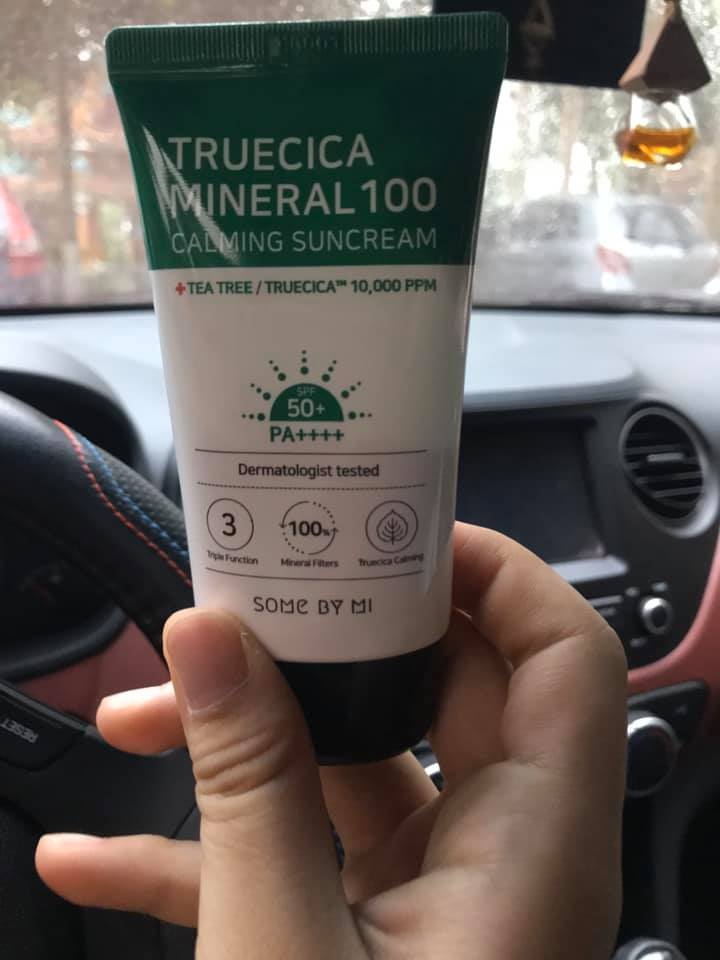 TRUECICA
MINERAL 100
CALMING SUNCREAM
+TEA TREE / TRUECICA™ 10,000 PPM
SPF
50+
PA++++
Dermatologist tested
3
100%
Triple Function
Mineral Filters
Truecica Calming
SOME BY MI
RESET